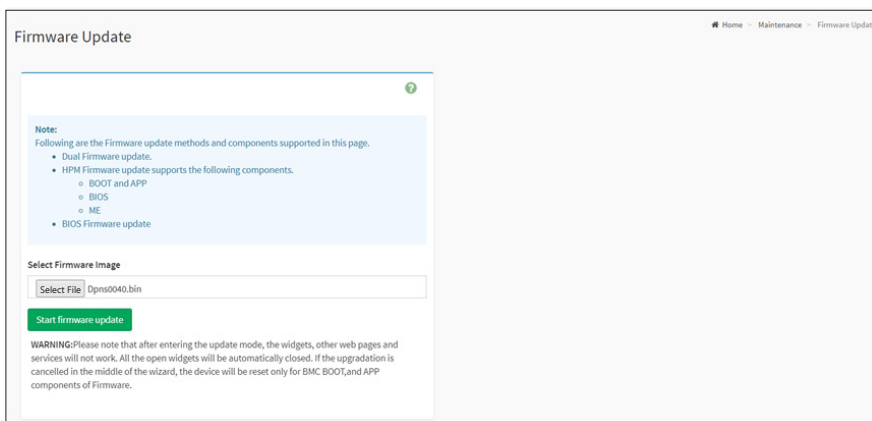 Home > Maintenance > Firmware Updat
Firmware Update
Note:
Following are the Firmware update methods and components supported in this page.
• Dual Firmware update.
• HPM Firmware update supports the following components.
○ BOOT and APP
○ BIOS
○ ME
• BIOS Firmware update
Select Firmware Image
Select File Dpns0040.bin
Start firmware update
WARNING:Please note that after entering the update mode, the widgets, other web pages and
services will not work. All the open widgets will be automatically closed. If the upgradation is
cancelled in the middle of the wizard, the device will be reset only for BMC BOOT,and APP
components of Firmware.